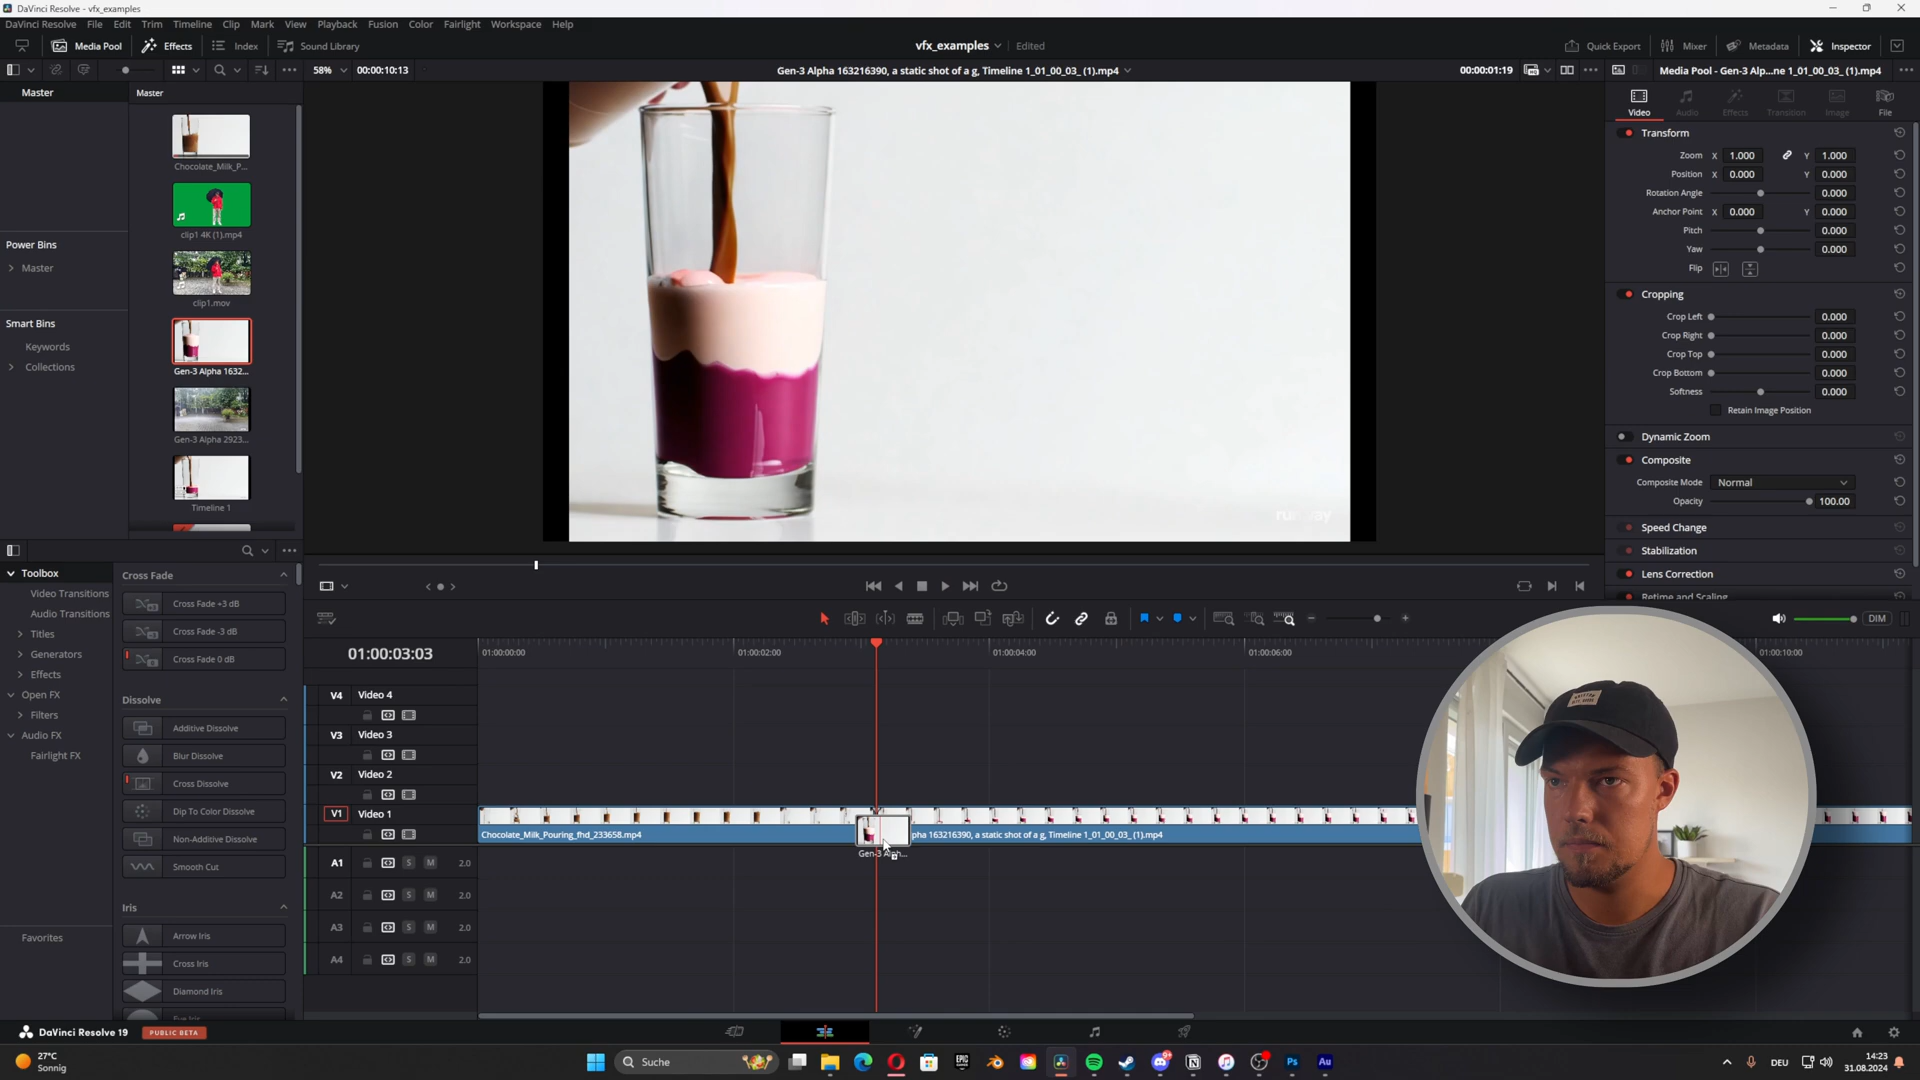 DaVinci Resolve - vfx_examples
DaVinci Resolve File Edit Trim Timeline Clip Mark View Playback Fusion Color Fairlight Workspace Help
Media Pool Effects Index Sound Library
vfx_examples Edited
Quick Export Mixer Metadata Inspector
58% 00:00:10:13
Gen-3 Alpha 163216390, a static shot of a g, Timeline 1_01_00_03_ (1).mp4
00:00:01:19
Media Pool - Gen-3 Alp...ne 1_01_00_03_ (1).mp4
Master
Master
Video Audio Effects Transition Image File
Chocolate_Milk_P...
clip1 4K (1).mp4
clip1.mov
Gen-3 Alpha 1632...
Gen-3 Alpha 2923...
Timeline 1
Power Bins
Master
Smart Bins
Keywords
Collections
runway
Transform
Zoom X 1.000 Y 1.000
Position X 0.000 Y 0.000
Rotation Angle 0.000
Anchor Point X 0.000 Y 0.000
Pitch 0.000
Yaw 0.000
Flip
Cropping
Crop Left 0.000
Crop Right 0.000
Crop Top 0.000
Crop Bottom 0.000
Softness 0.000
Retain Image Position
Dynamic Zoom
Composite
Composite Mode Normal
Opacity 100.00
Speed Change
Stabilization
Lens Correction
Retime and Scaling
DIM
Toolbox
Video Transitions
Audio Transitions
Titles
Generators
Effects
Open FX
Filters
Audio FX
Fairlight FX
Favorites
Cross Fade
Cross Fade +3 dB
Cross Fade -3 dB
Cross Fade 0 dB
Dissolve
Additive Dissolve
Blur Dissolve
Cross Dissolve
Dip To Color Dissolve
Non-Additive Dissolve
Smooth Cut
Iris
Arrow Iris
Cross Iris
Diamond Iris
Eye Iris
01:00:03:03
01:00:00:00 01:00:02:00 01:00:04:00 01:00:06:00 01:00:10:00
V4 Video 4
V3 Video 3
V2 Video 2
V1 Video 1
Chocolate_Milk_Pouring_fhd_233658.mp4
pha 163216390, a static shot of a g, Timeline 1_01_00_03_ (1).mp4
A1 S M 2.0
A2 S M 2.0
A3 S M 2.0
A4 S M 2.0
DaVinci Resolve 19 PUBLIC BETA
27°C
Sonnig
Suche
EPIC
GAMES
Ps
Au
DEU
14:23
31.08.2024